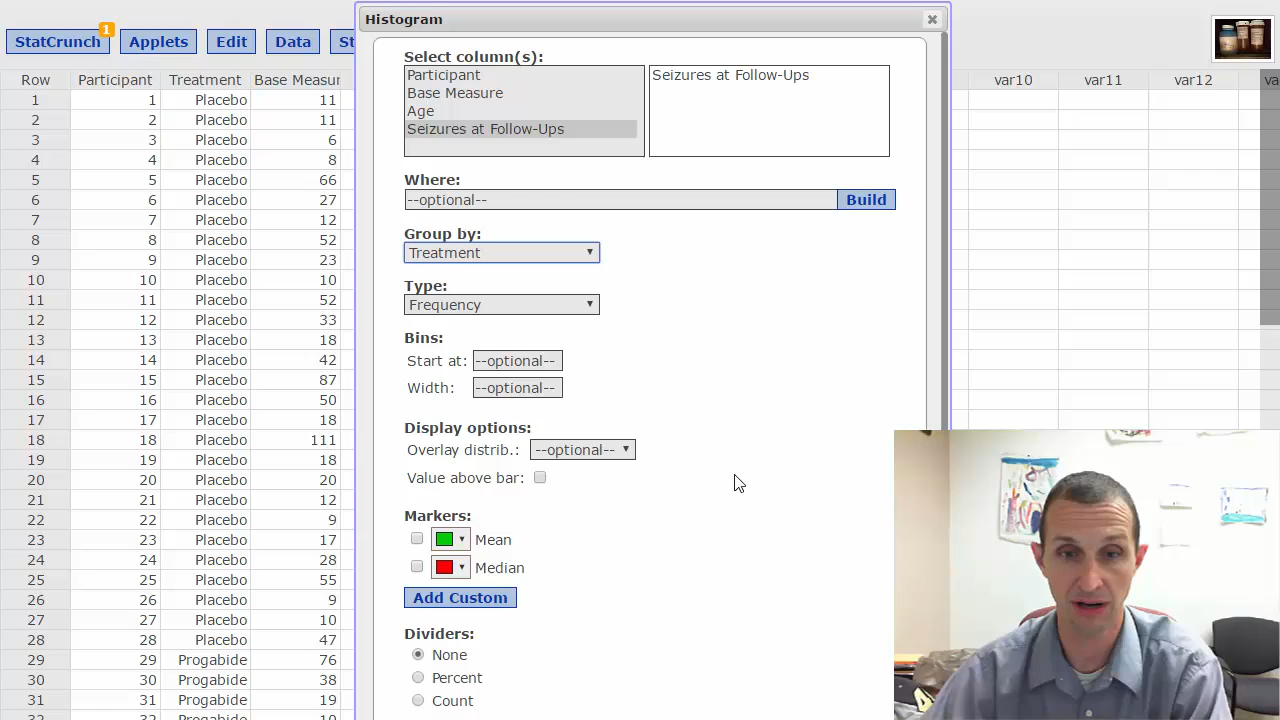 Histogram
1
StatCrunch Applets Edit Data St
Select column(s):
Participant
Base Measure
Age
Seizures at Follow-Ups
Seizures at Follow-Ups
Where:
--optional-- Build
Group by:
Treatment
Type:
Frequency
Bins:
Start at: --optional--
Width: --optional--
Display options:
Overlay distrib.: --optional--
Value above bar:
Markers:
Mean
Median
Add Custom
Dividers:
None
Percent
Count
Row Participant Treatment Base Measur var10 var11 var12 va
1 1 Placebo 11
2 2 Placebo 11
3 3 Placebo 6
4 4 Placebo 8
5 5 Placebo 66
6 6 Placebo 27
7 7 Placebo 12
8 8 Placebo 52
9 9 Placebo 23
10 10 Placebo 10
11 11 Placebo 52
12 12 Placebo 33
13 13 Placebo 18
14 14 Placebo 42
15 15 Placebo 87
16 16 Placebo 50
17 17 Placebo 18
18 18 Placebo 111
19 19 Placebo 18
20 20 Placebo 20
21 21 Placebo 12
22 22 Placebo 9
23 23 Placebo 17
24 24 Placebo 28
25 25 Placebo 55
26 26 Placebo 9
27 27 Placebo 10
28 28 Placebo 47
29 29 Progabide 76
30 30 Progabide 38
31 31 Progabide 19